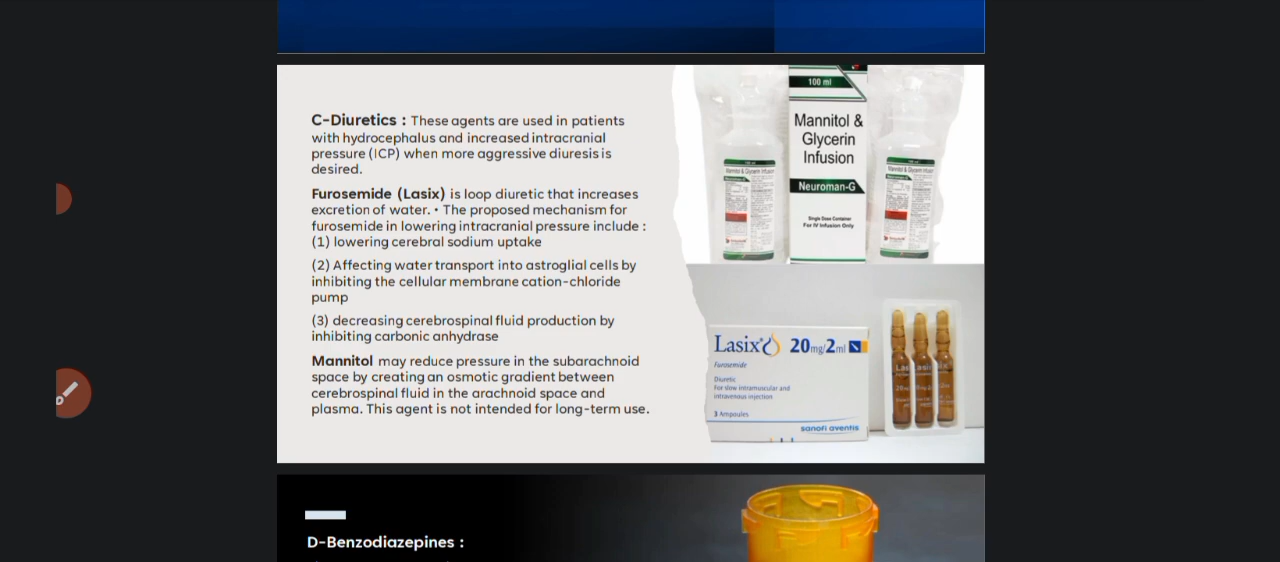 C-Diuretics : These agents are used in patients
with hydrocephalus and increased intracranial
pressure (ICP) when more aggressive diuresis is
desired.
Furosemide (Lasix) is loop diuretic that increases
excretion of water. • The proposed mechanism for
furosemide in lowering intracranial pressure include :
(1) lowering cerebral sodium uptake
(2) Affecting water transport into astroglial cells by
inhibiting the cellular membrane cation-chloride
pump
(3) decreasing cerebrospinal fluid production by
inhibiting carbonic anhydrase
Mannitol may reduce pressure in the subarachnoid
space by creating an osmotic gradient between
cerebrospinal fluid in the arachnoid space and
plasma. This agent is not intended for long-term use.
100 ml
Mannitol &
Glycerin
Infusion
Neuroman-G
Single Dose Container
For IV Infusion Only
Lasix 20mg/2ml
Furosemide
Diuretic
For slow intramuscular and
intravenous injection
3 Ampoules
sanofi aventis
D-Benzodiazepines :